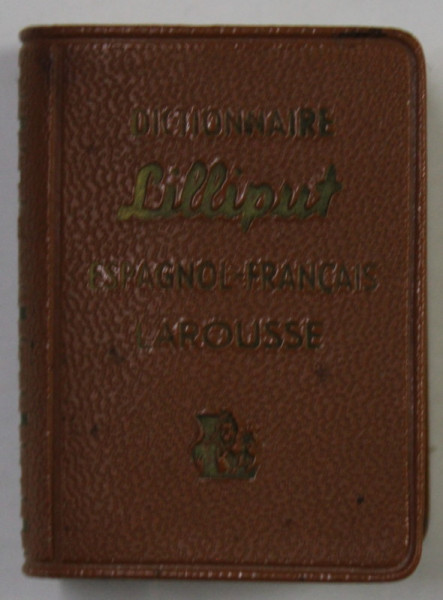 DICTIONNAIRE
Lilliput
ESPAGNOL-FRANÇAIS
LAROUSSE